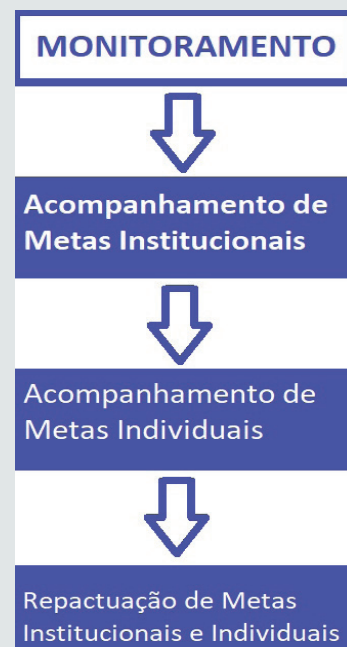 MONITORAMENTO
Acompanhamento de
Metas Institucionais
Acompanhamento de
Metas Individuais
Repactuação de Metas
Institucionais e Individuais